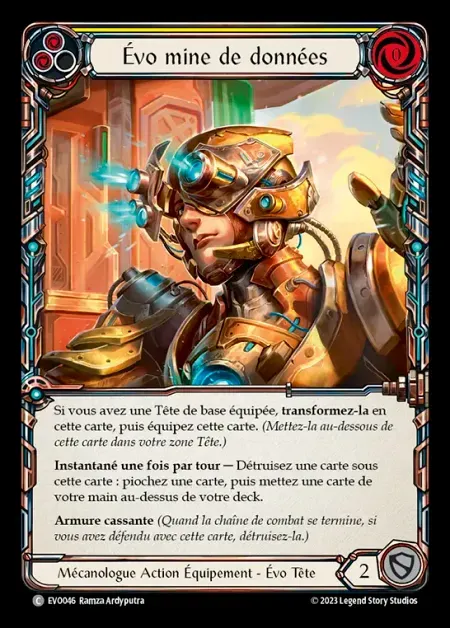 Évo mine de données
0
Si vous avez une Tête de base équipée, transformez-la en
cette carte, puis équipez cette carte. (Mettez-la au-dessous de
cette carte dans votre zone Tête.)
Instantané une fois par tour — Détruisez une carte sous
cette carte : piochez une carte, puis mettez une carte de
votre main au-dessus de votre deck.
Armure cassante (Quand la chaîne de combat se termine, si
vous avez défendu avec cette carte, détruisez-la.)
Mécanologue Action Équipement - Évo Tête
2
C EVO046 Ramza Ardyputra
© 2023 Legend Story Studios